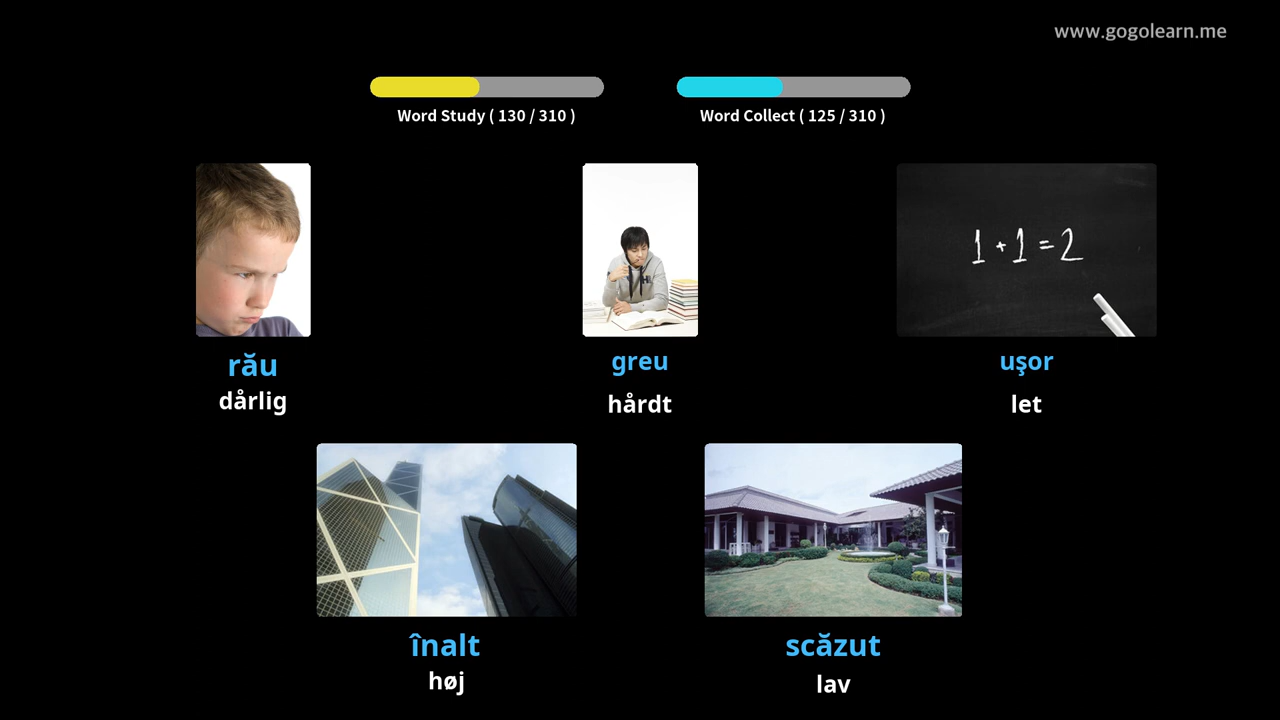 www.gogolearn.me
Word Study ( 130 / 310 )
Word Collect ( 125 / 310 )
1 + 1 = 2
rău
dårlig
greu
hårdt
uşor
let
înalt
høj
scăzut
lav